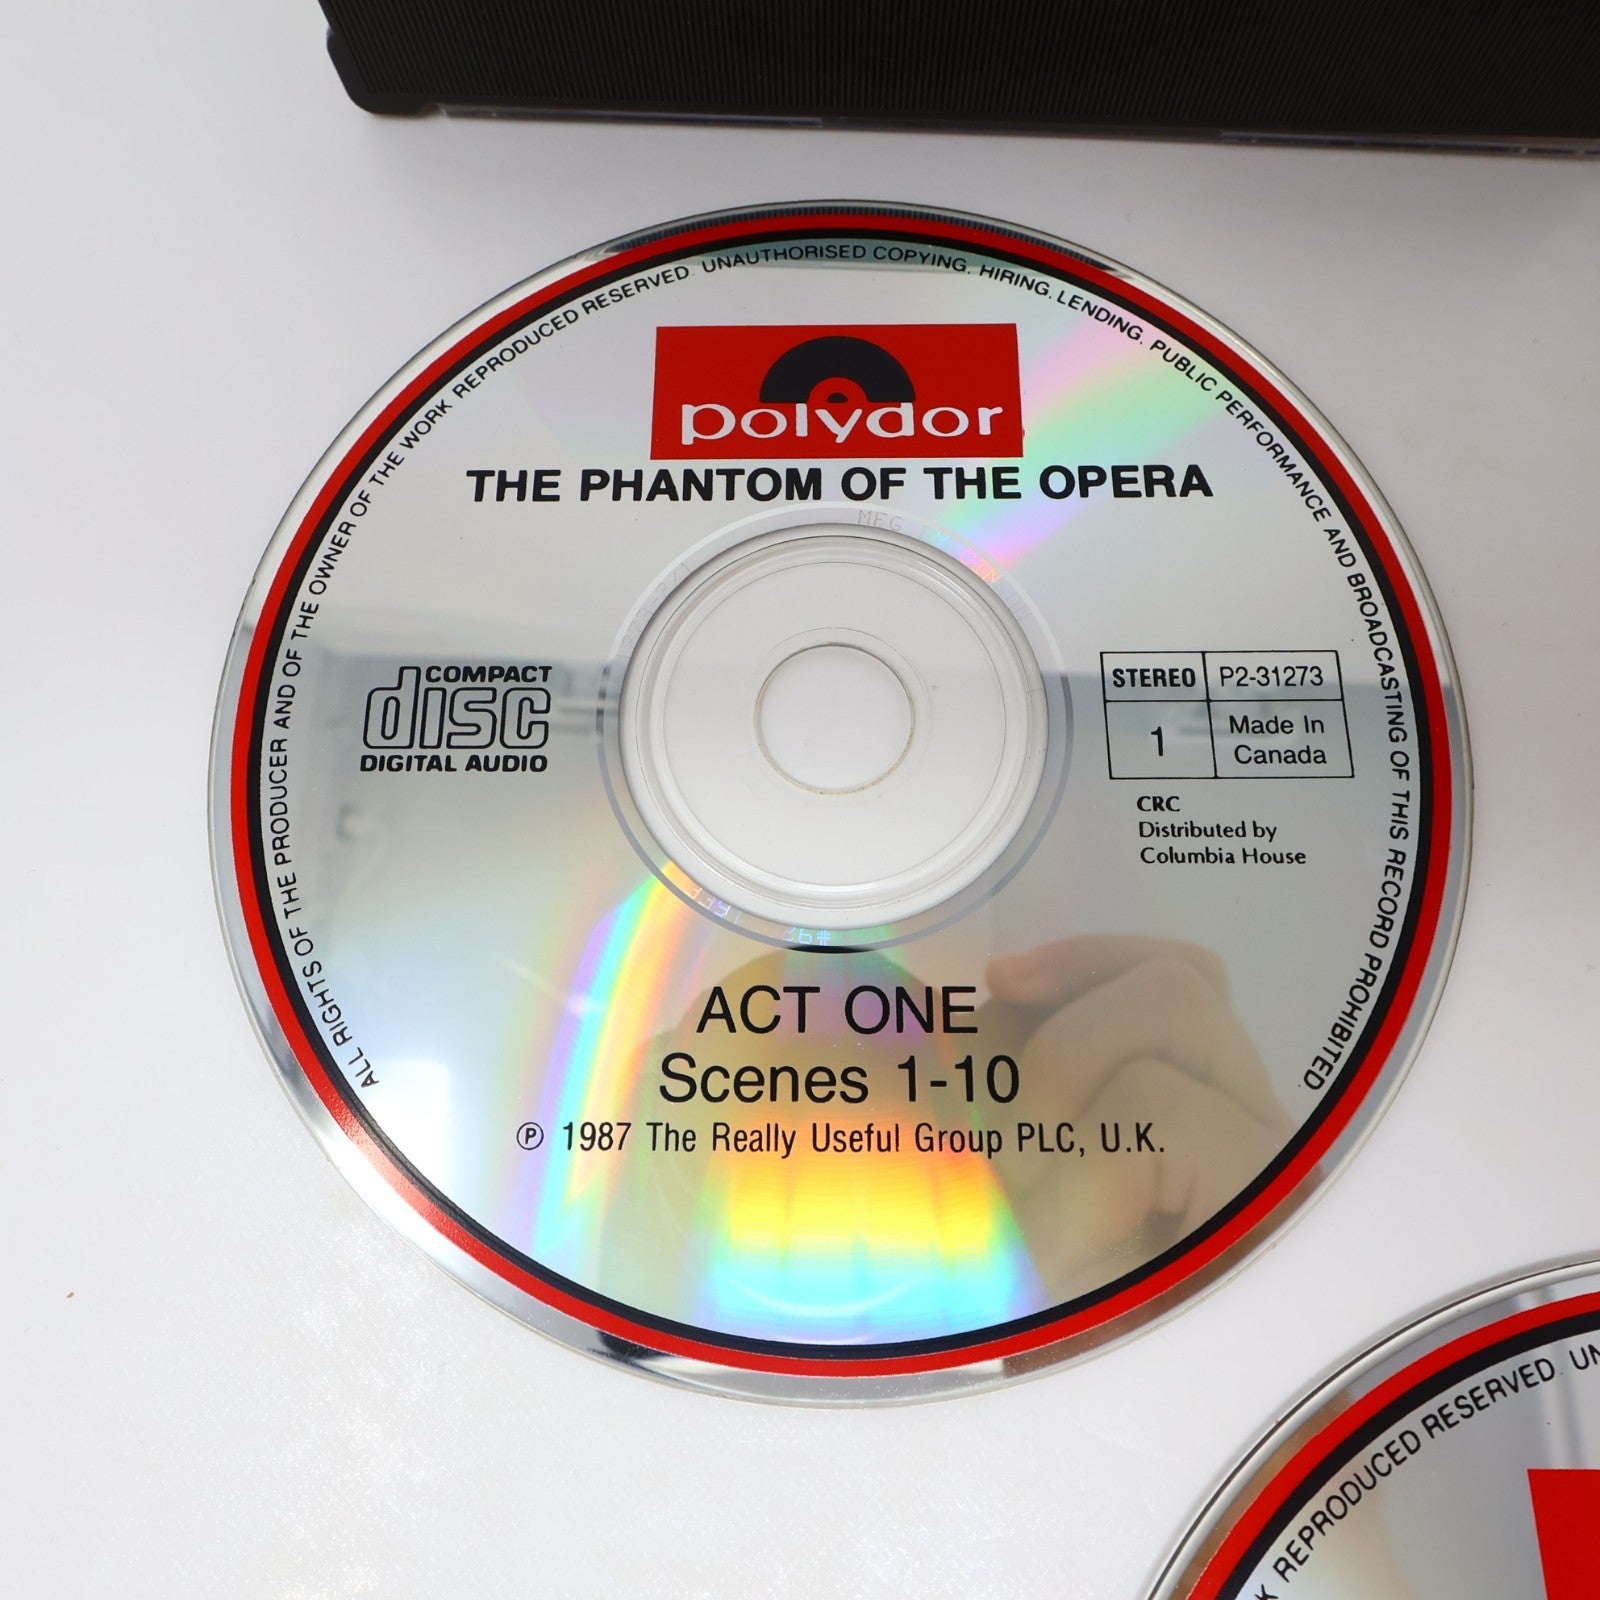 ALL RIGHTS OF THE PRODUCER AND OF THE OWNER OF THE WORK REPRODUCED RESERVED. UNAUTHORISED COPYING, HIRING, LENDING, PUBLIC PERFORMANCE AND BROADCASTING OF THIS RECORD PROHIBITED
polydor
THE PHANTOM OF THE OPERA
MFG
COMPACT
disc
DIGITAL AUDIO
STEREO P2-31273
1 Made In
Canada
CRC
Distributed by
Columbia House
ACT ONE
Scenes 1-10
℗ 1987 The Really Useful Group PLC, U.K.
REPRODUCED RESERVED.